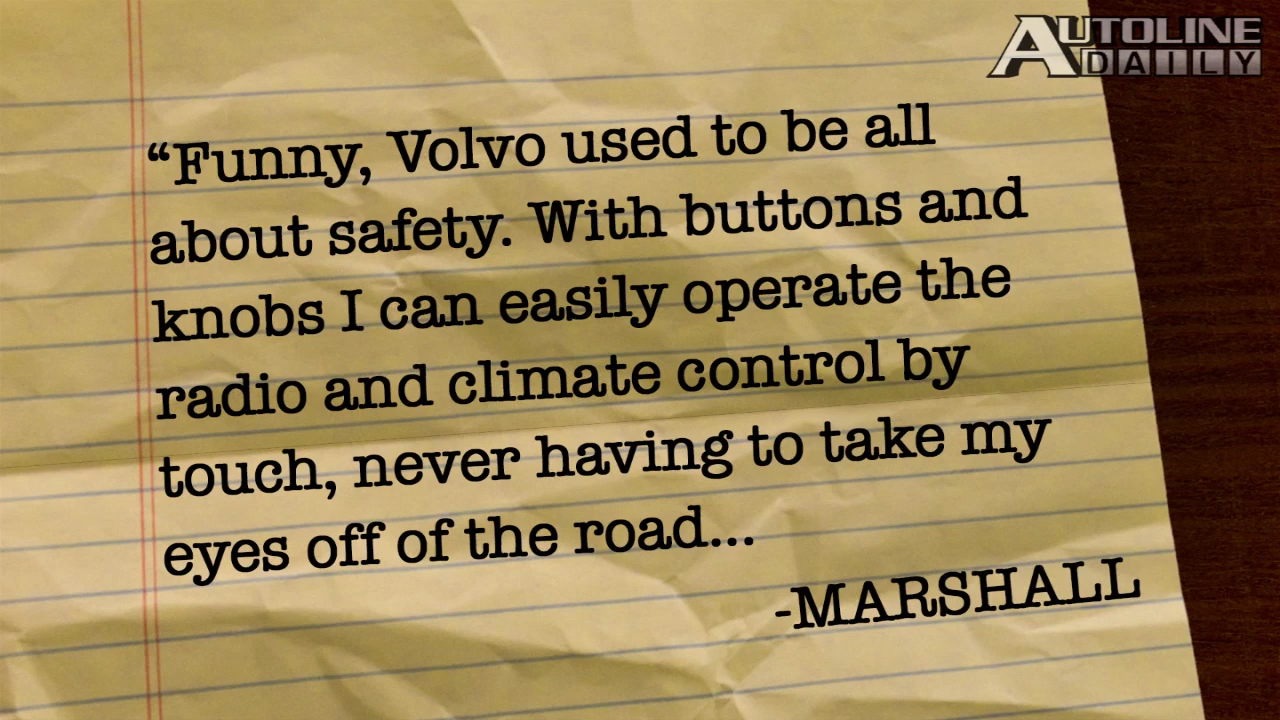 AUTOLINE
DAILY
“Funny, Volvo used to be all
about safety. With buttons and
knobs I can easily operate the
radio and climate control by
touch, never having to take my
eyes off of the road...
-MARSHALL